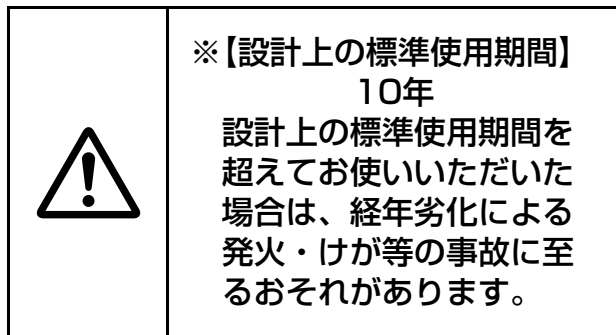 ※【設計上の標準使用期間】
10年
設計上の標準使用期間を
超えてお使いいただいた
場合は、経年劣化による
発火・けが等の事故に至
るおそれがあります。